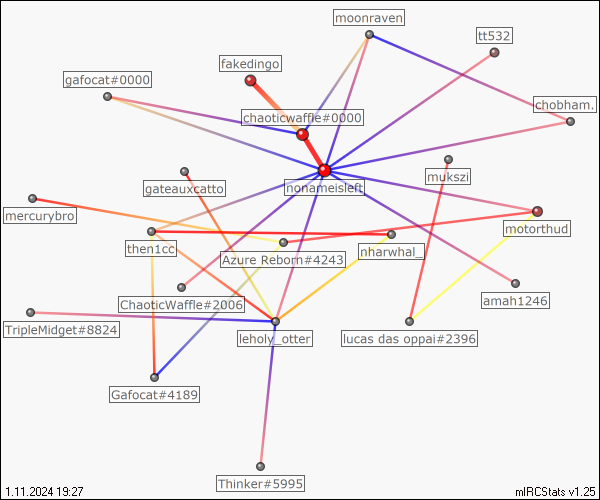 moonraven
tt532
fakedingo
gafocat#0000
chobham.
chaoticwaffle#0000
mukszi
gateauxcatto
nonameisleft
mercurybro
motorthud
then1cc
nharwhal_
Azure Reborn#4243
amah1246
ChaoticWaffle#2006
TripleMidget#8824
leholy_otter
lucas das oppai#2396
Gafocat#4189
Thinker#5995
1.11.2024 19:27
mIRCStats v1.25